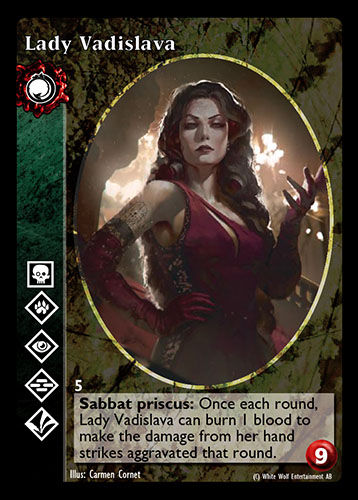 Lady Vadislava
5
Sabbat priscus: Once each round,
Lady Vadislava can burn 1 blood to
make the damage from her hand
strikes aggravated that round.
9
Illus: Carmen Cornet
(C) White Wolf Entertainment AB